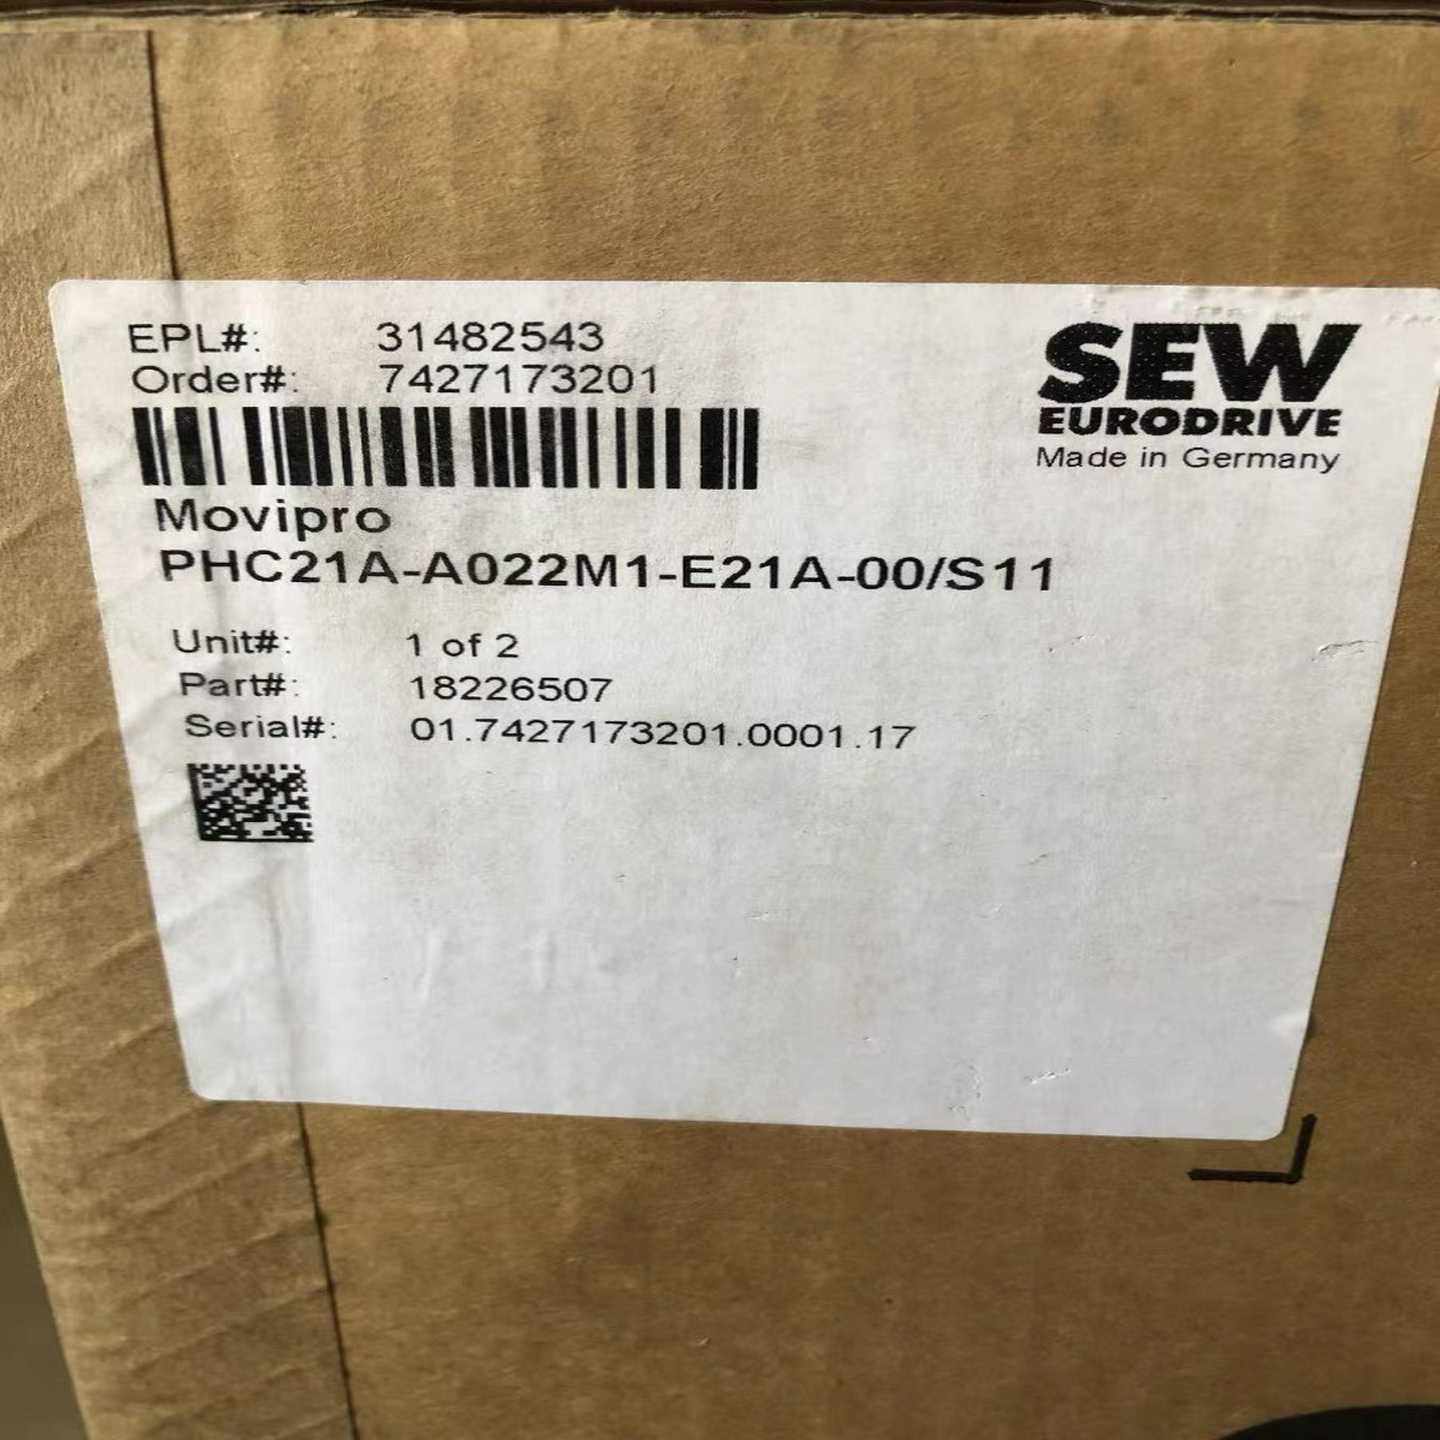 EPL#: 31482543
Order#: 7427173201
SEW
EURODRIVE
Made in Germany
Movipro
PHC21A-A022M1-E21A-00/S11
Unit#: 1 of 2
Part#: 18226507
Serial#: 01.7427173201.0001.17